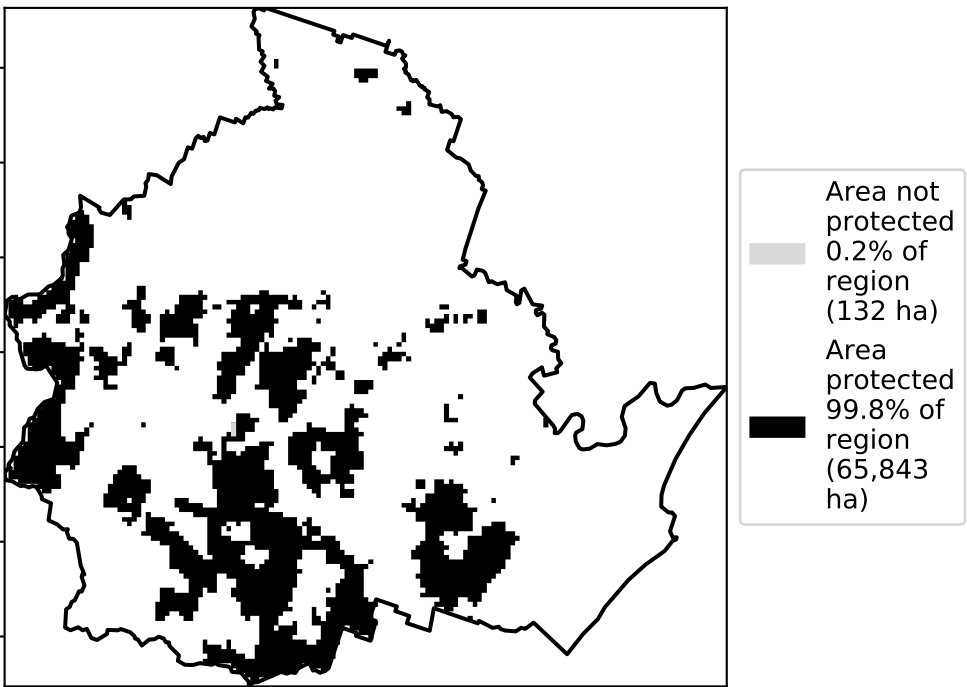 Area not
protected
0.2% of
region
(132 ha)
Area
protected
99.8% of
region
(65,843
ha)